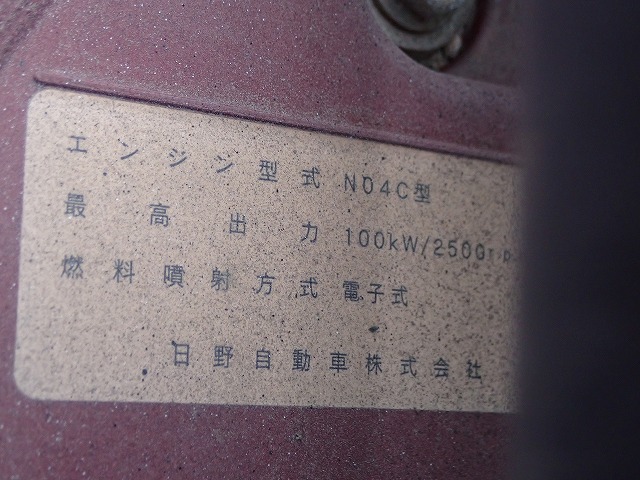 エンジン型式 N04C型
最高出力 100kW/2500r
燃料噴射方式 電子式
日野自動車株式会社